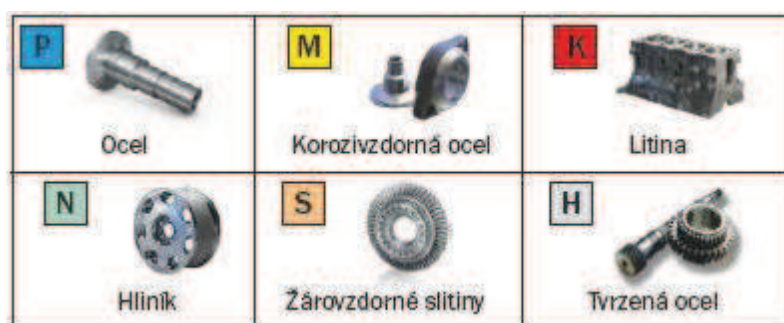 P
Ocel
M
Korozivzdorná ocel
K
Litina
N
Hliník
S
Žárovzdorné slitiny
H
Tvrzená ocel